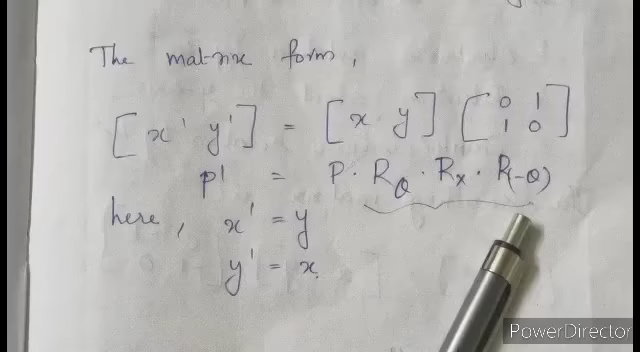 The matrix form,
[x' y'] = [x y] [0 1
1 0]
P' = P · Rθ · Rx · R(-θ)
here, x' = y
y' = x
PowerDirector